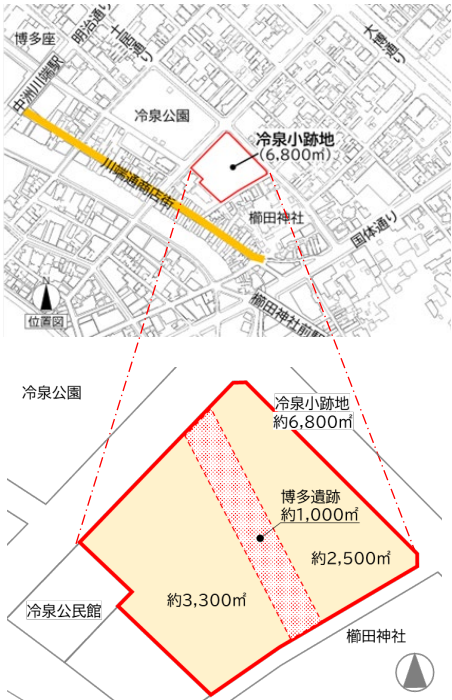 博多座
明治通り
土居通り
大博通り
中洲川端駅
冷泉公園
冷泉小跡地
(6,800㎡)
川端通商店街
櫛田神社
国体通り
櫛田神社前駅
N
位置図
冷泉公園
冷泉小跡地
約6,800㎡
博多遺跡
約1,000㎡
約2,500㎡
約3,300㎡
冷泉公民館
櫛田神社